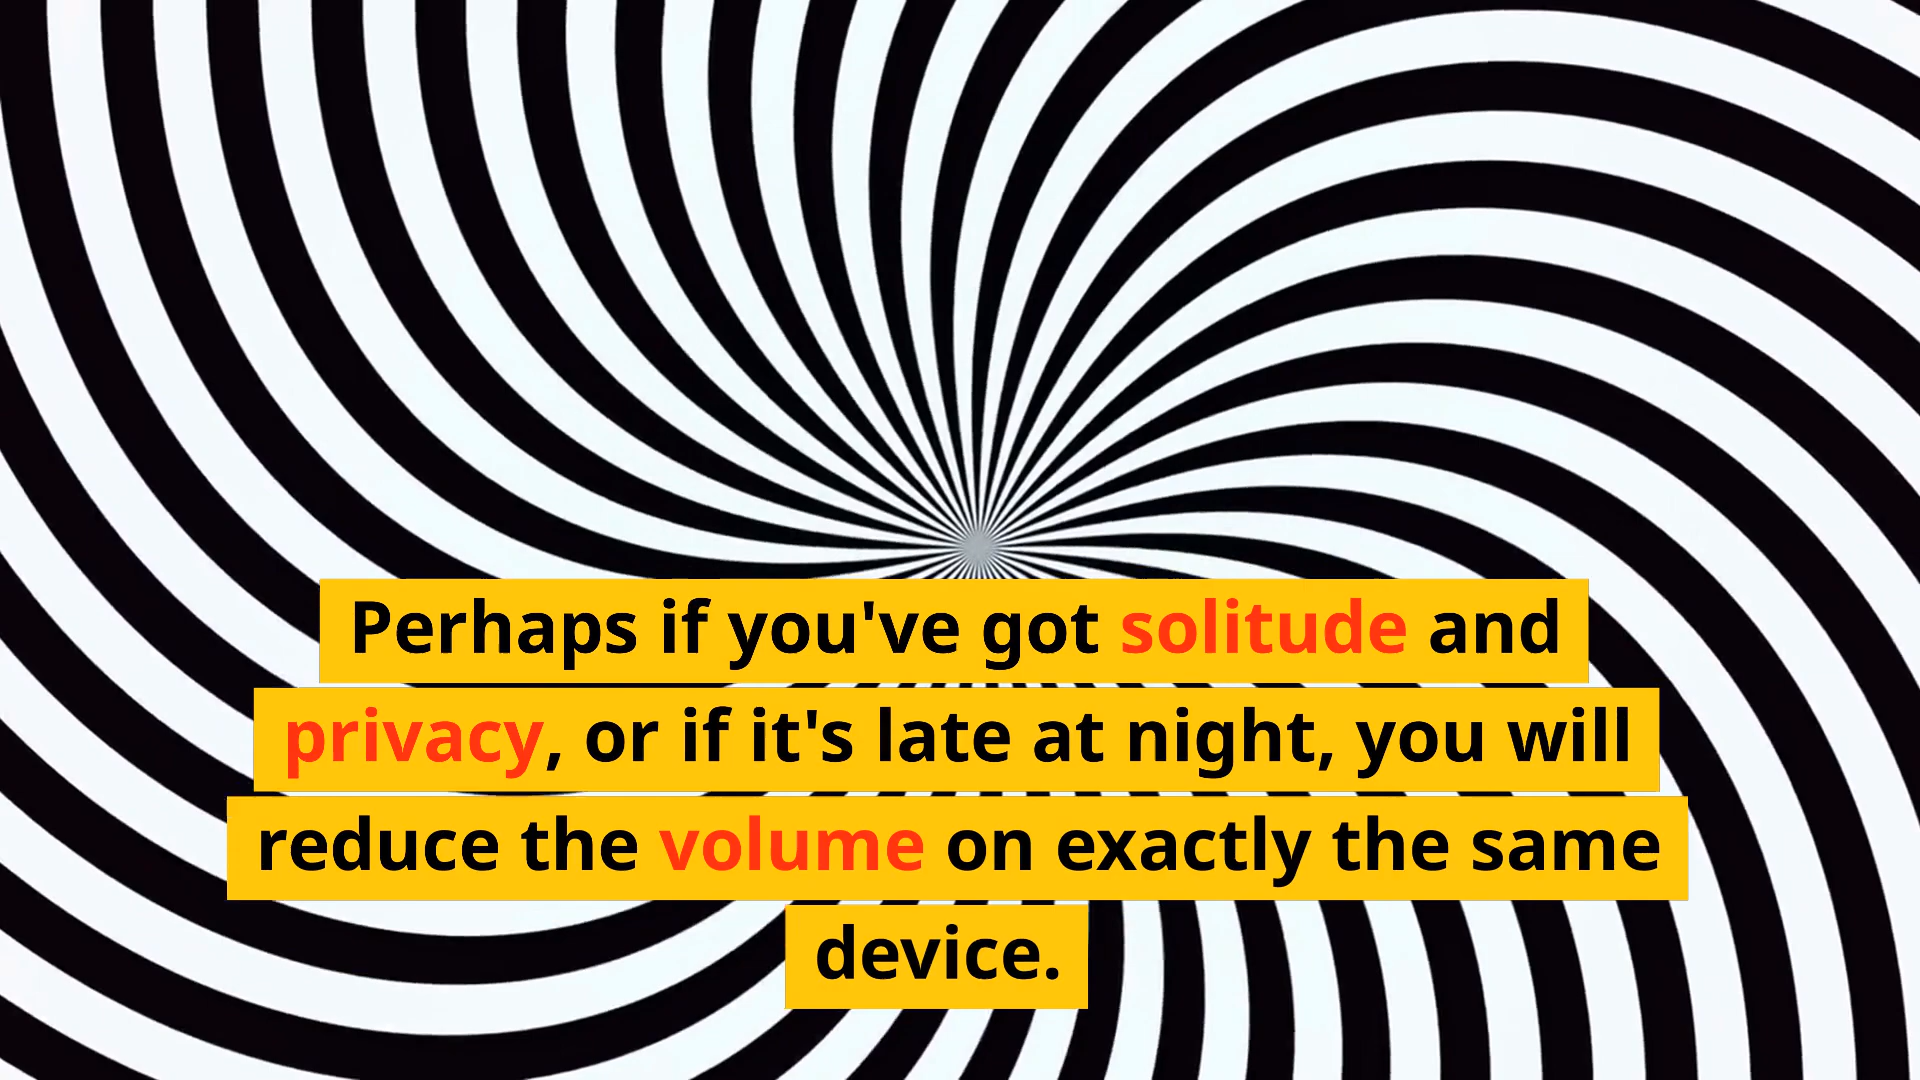 Perhaps if you've got solitude and
privacy, or if it's late at night, you will
reduce the volume on exactly the same
device.